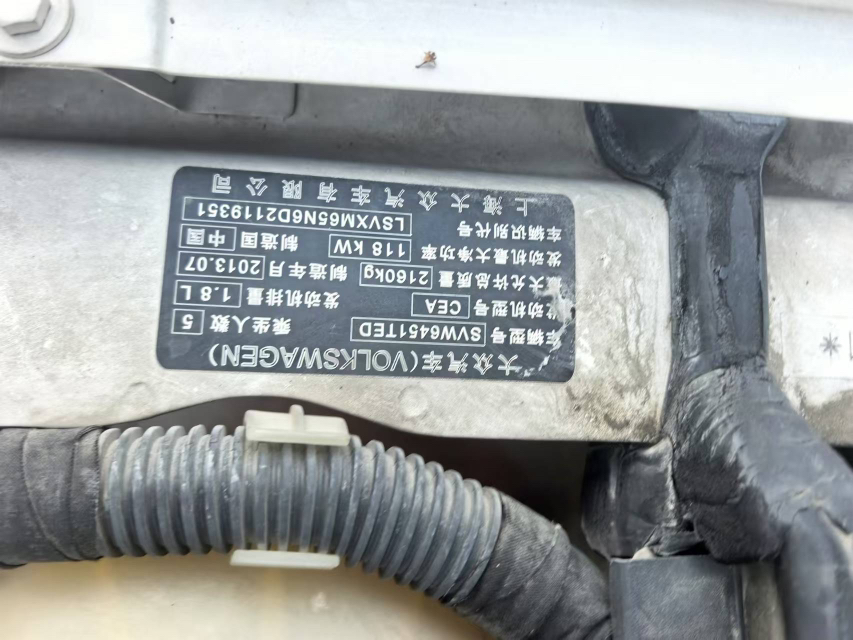 大众汽车(VOLKSWAGEN)
车辆型号 SVW6451TED 乘坐人数 5
发动机型号 CEA 发动机排量 1.8 L
最大允许总质量 2160kg 制造年月 2013.07
发动机最大净功率 118 kW 制造国 中国
车辆识别代号 LSVXM65N6D2119351
上海大众汽车有限公司